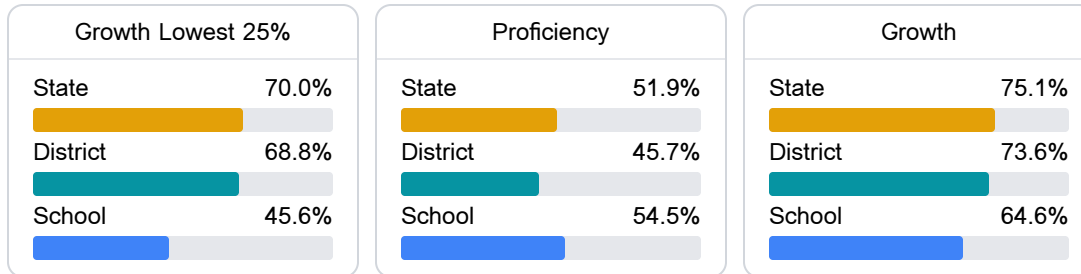 Growth Lowest 25%
State 70.0%
District 68.8%
School 45.6%
Proficiency
State 51.9%
District 45.7%
School 54.5%
Growth
State 75.1%
District 73.6%
School 64.6%